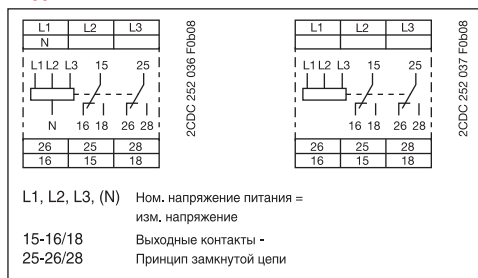 L1 L2 L3
N
L1 L2 L3 15 25
N 16 18 26 28
26 25 28
16 15 18
2CDC 252 036 F0b08
L1 L2 L3
L1 L2 L3 15 25
16 18 26 28
26 25 28
16 15 18
2CDC 252 037 F0b08
L1, L2, L3, (N) Ном. напряжение питания =
изм. напряжение
15-16/18 Выходные контакты -
25-26/28 Принцип замкнутой цепи